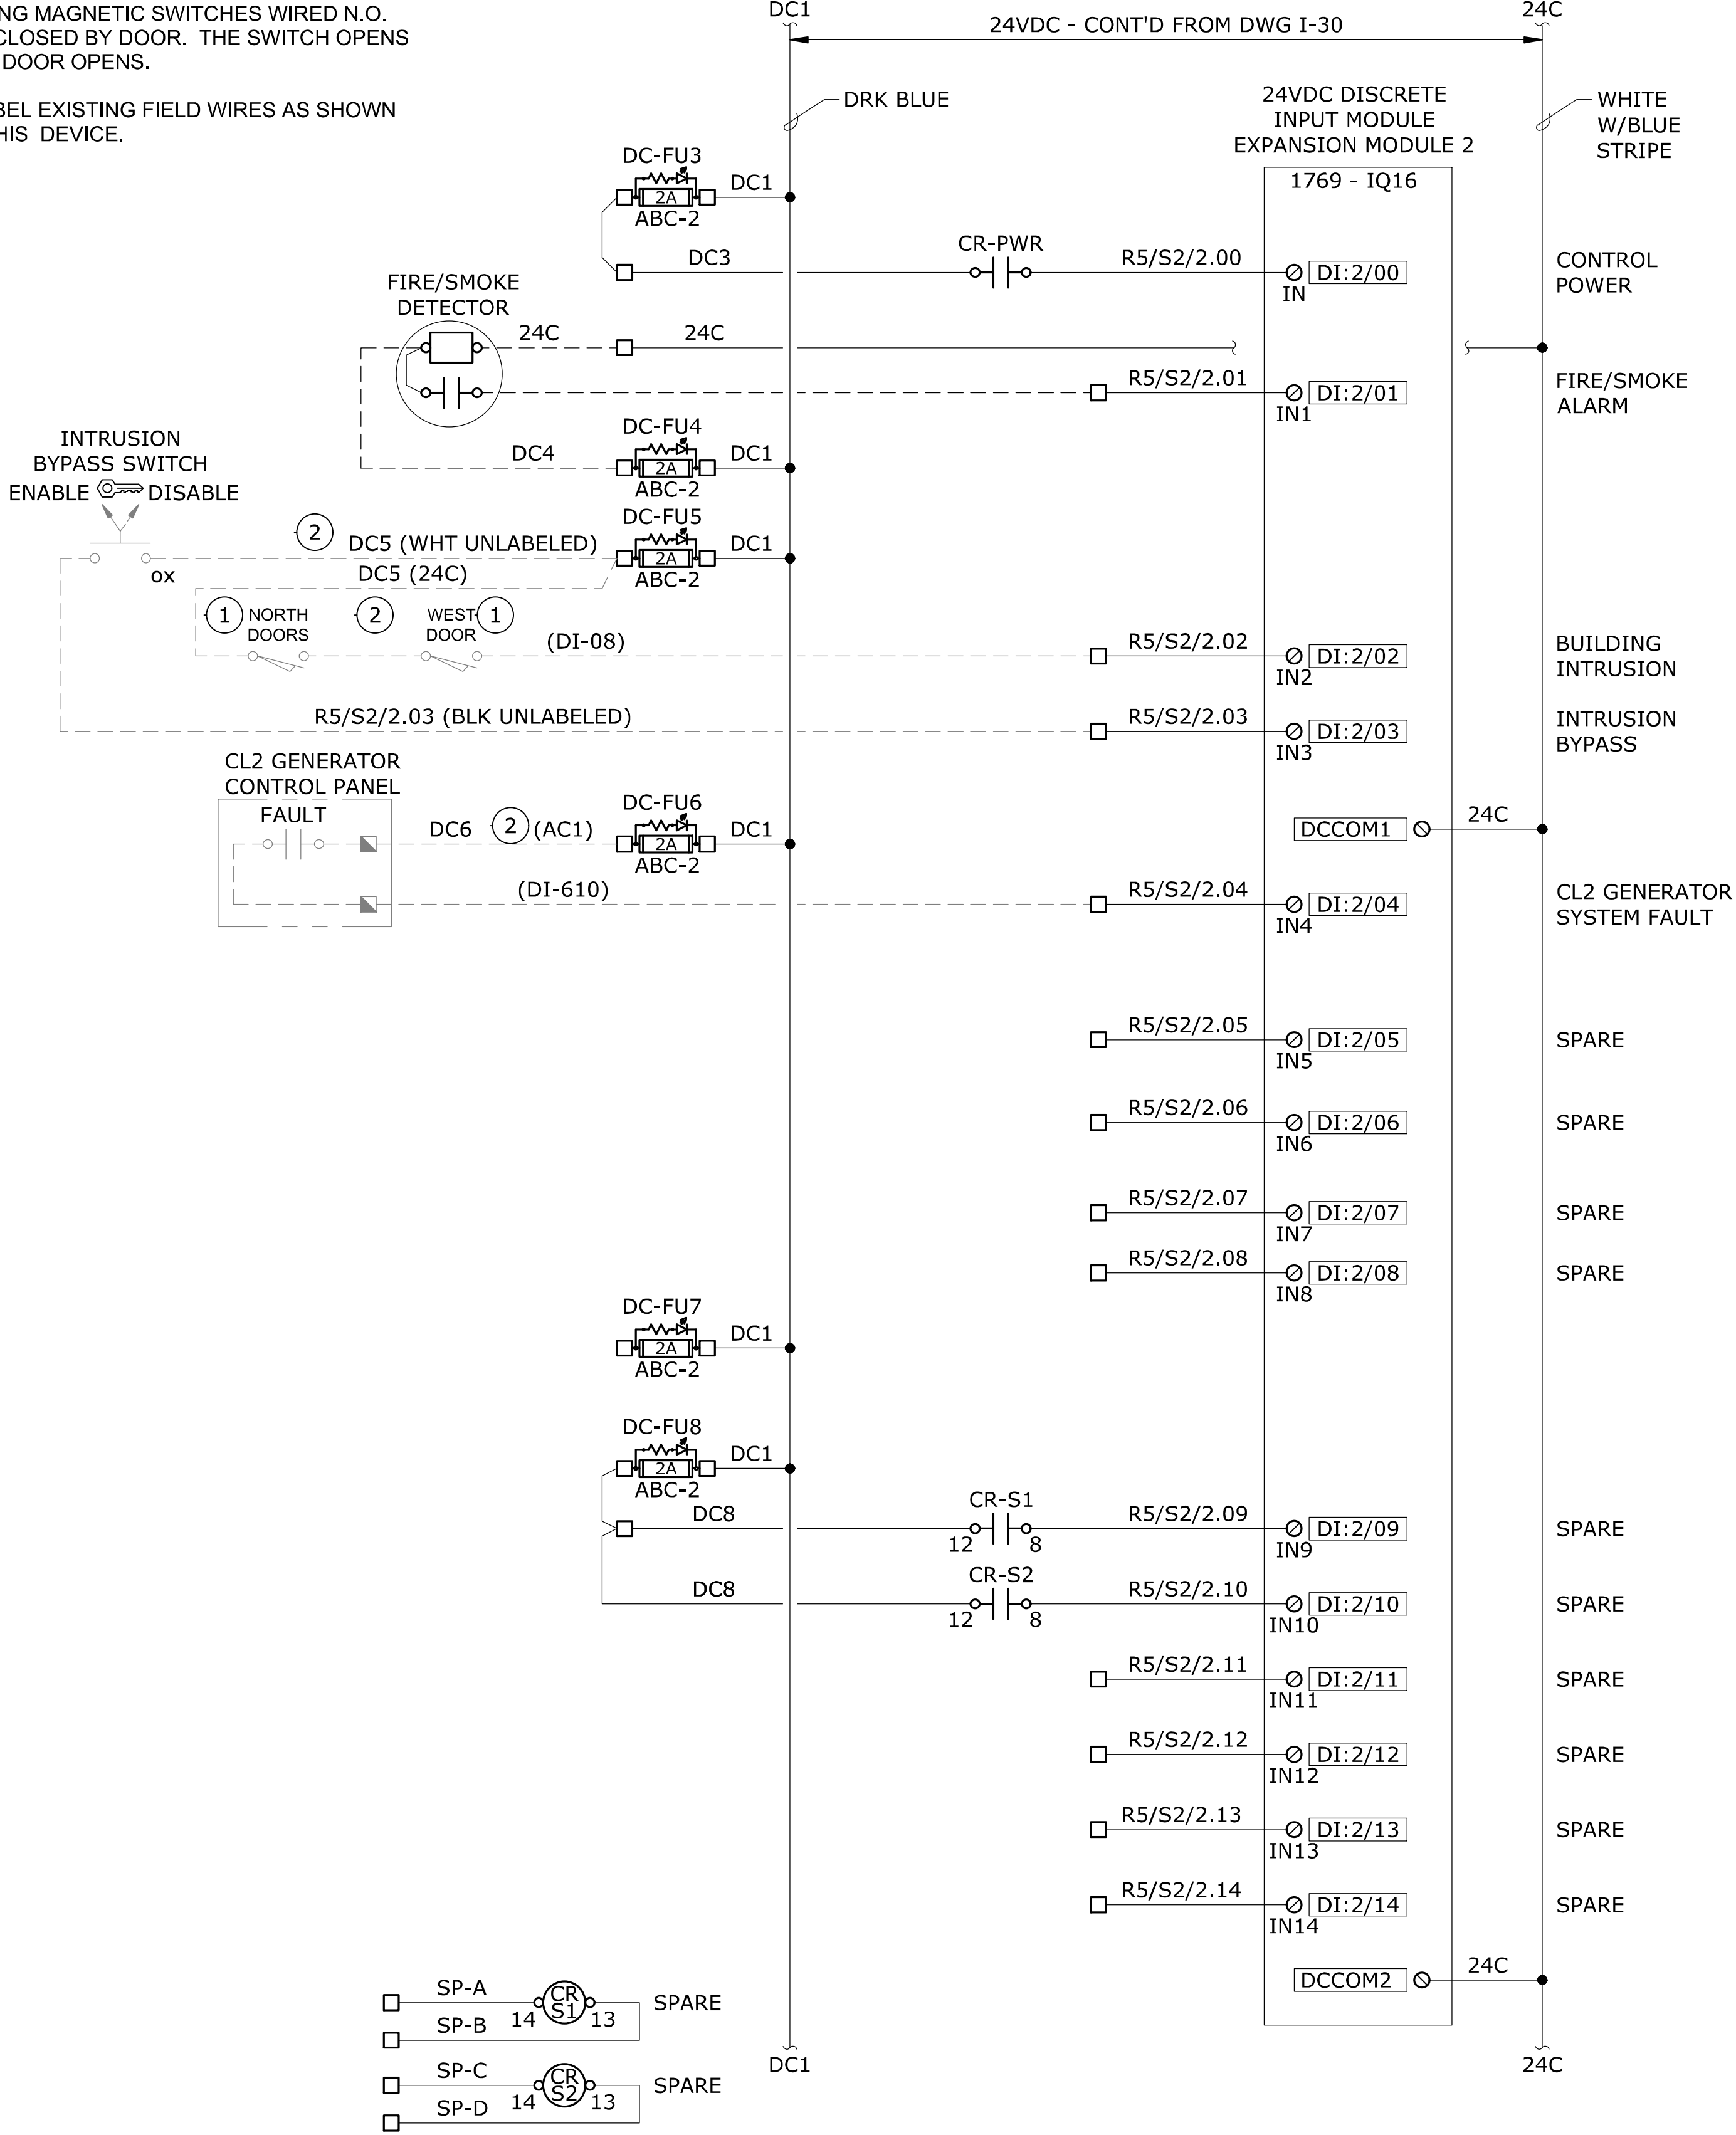 NG MAGNETIC SWITCHES WIRED N.O.
CLOSED BY DOOR. THE SWITCH OPENS
DOOR OPENS.
BEL EXISTING FIELD WIRES AS SHOWN
HIS DEVICE.
DC1
24C
24VDC - CONT'D FROM DWG I-30
DRK BLUE
24VDC DISCRETE
INPUT MODULE
EXPANSION MODULE 2
WHITE
W/BLUE
STRIPE
1769 - IQ16
DC-FU3
2A
ABC-2
DC1
DC3
CR-PWR
R5/S2/2.00
IN
DI:2/00
CONTROL
POWER
FIRE/SMOKE
DETECTOR
24C
24C
R5/S2/2.01
IN1
DI:2/01
FIRE/SMOKE
ALARM
DC4
DC-FU4
2A
ABC-2
DC1
INTRUSION
BYPASS SWITCH
ENABLE
DISABLE
OX
2
DC5 (WHT UNLABELED)
DC5 (24C)
DC-FU5
2A
ABC-2
DC1
1
NORTH
DOORS
2
WEST
DOOR
1
(DI-08)
R5/S2/2.02
IN2
DI:2/02
BUILDING
INTRUSION
R5/S2/2.03 (BLK UNLABELED)
R5/S2/2.03
IN3
DI:2/03
INTRUSION
BYPASS
CL2 GENERATOR
CONTROL PANEL
FAULT
DC6
2
(AC1)
DC-FU6
2A
ABC-2
DC1
DCCOM1
24C
(DI-610)
R5/S2/2.04
IN4
DI:2/04
CL2 GENERATOR
SYSTEM FAULT
R5/S2/2.05
IN5
DI:2/05
SPARE
R5/S2/2.06
IN6
DI:2/06
SPARE
R5/S2/2.07
IN7
DI:2/07
SPARE
R5/S2/2.08
IN8
DI:2/08
SPARE
DC-FU7
2A
ABC-2
DC1
DC-FU8
2A
ABC-2
DC1
DC8
CR-S1
12
8
R5/S2/2.09
IN9
DI:2/09
SPARE
DC8
CR-S2
12
8
R5/S2/2.10
IN10
DI:2/10
SPARE
R5/S2/2.11
IN11
DI:2/11
SPARE
R5/S2/2.12
IN12
DI:2/12
SPARE
R5/S2/2.13
IN13
DI:2/13
SPARE
R5/S2/2.14
IN14
DI:2/14
SPARE
DCCOM2
24C
SP-A
SP-B
14
CR
S1
13
SPARE
SP-C
SP-D
14
CR
S2
13
SPARE
DC1
24C